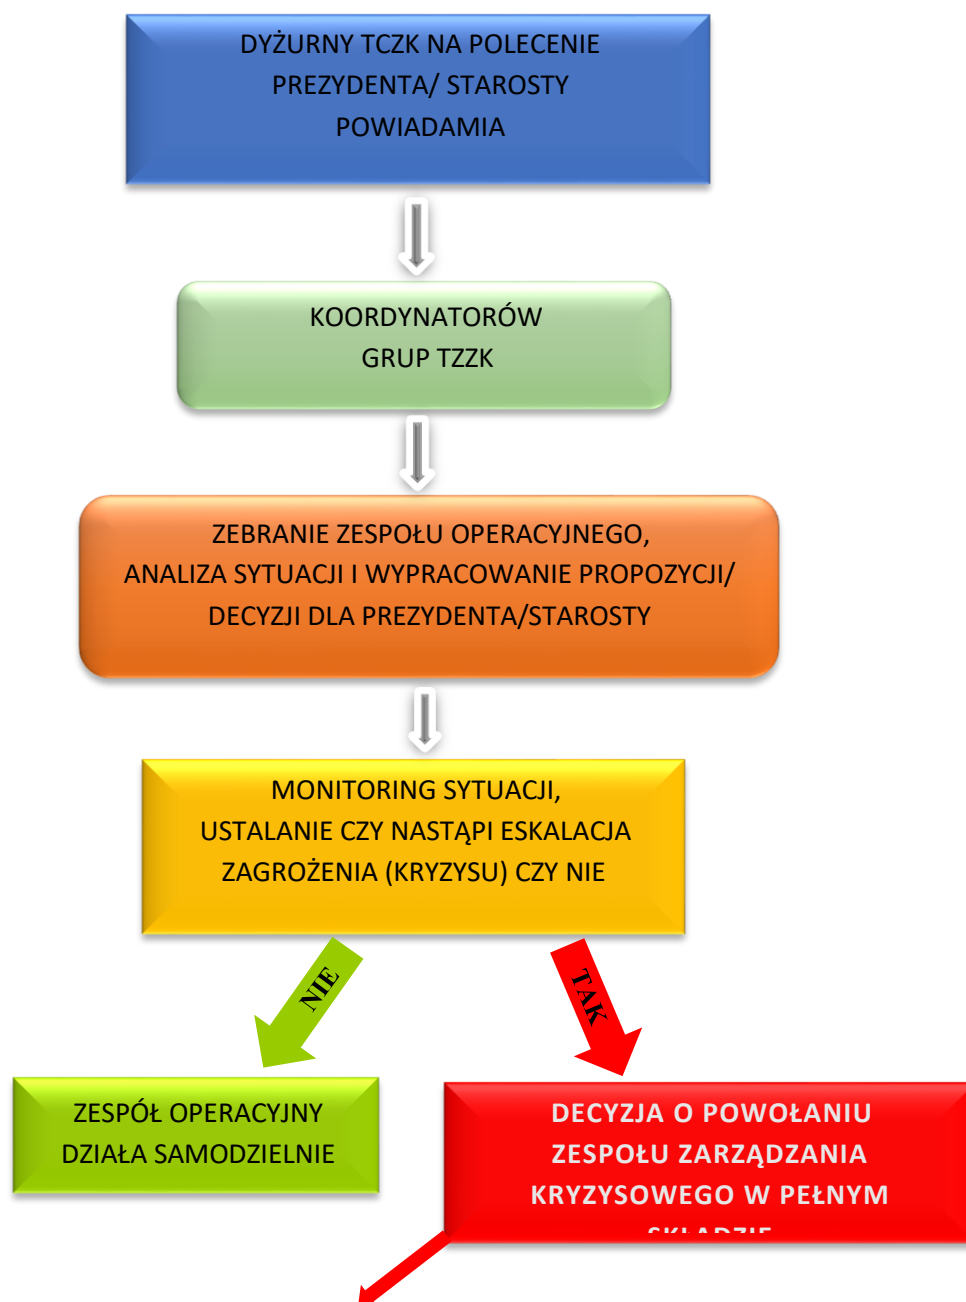 DYŻURNY TCZK NA POLECENIE
PREZYDENTA/ STAROSTY
POWIADAMIA
KOORDYNATORÓW
GRUP TZZK
ZEBRANIE ZESPOŁU OPERACYJNEGO,
ANALIZA SYTUACJI I WYPRACOWANIE PROPOZYCJI/
DECYZJI DLA PREZYDENTA/STAROSTY
MONITORING SYTUACJI,
USTALANIE CZY NASTĄPI ESKALACJA
ZAGROŻENIA (KRYZYSU) CZY NIE
NIE
TAK
ZESPÓŁ OPERACYJNY
DZIAŁA SAMODZIELNIE
DECYZJA O POWOŁANIU
ZESPOŁU ZARZĄDZANIA
KRYZYSOWEGO W PEŁNYM
SKŁADZIE